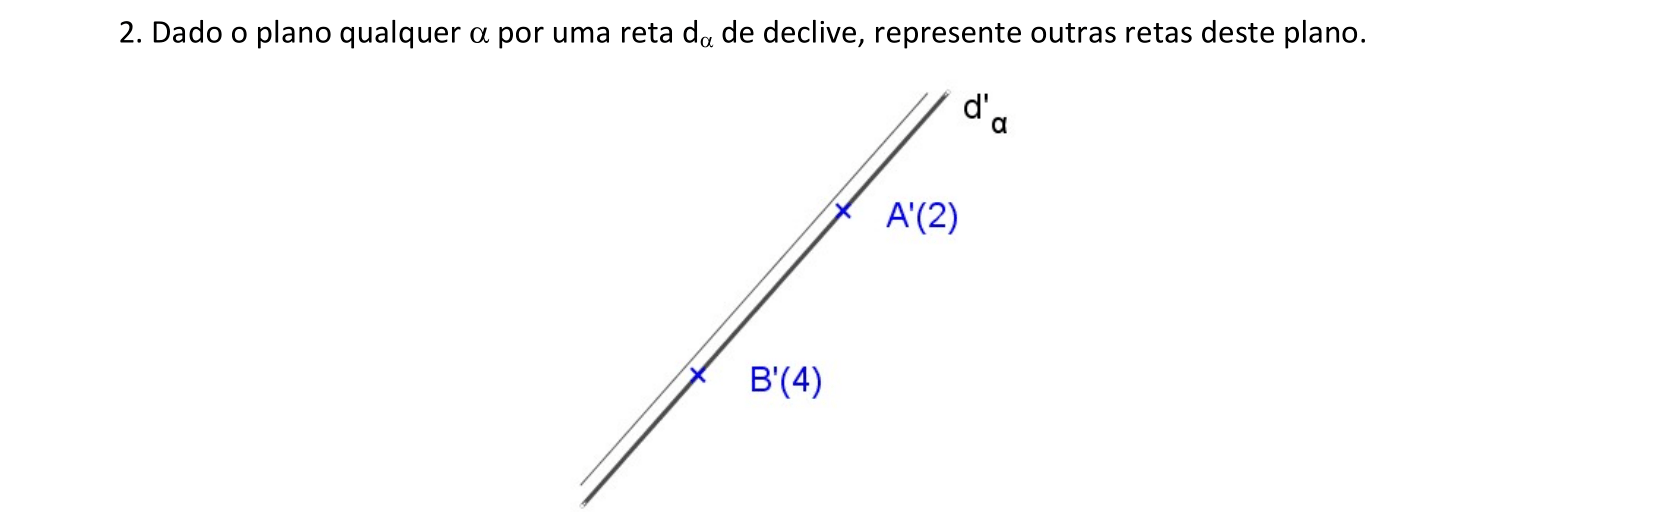 2. Dado o plano qualquer α por uma reta dα de declive, represente outras retas deste plano.
d'α
A'(2)
B'(4)